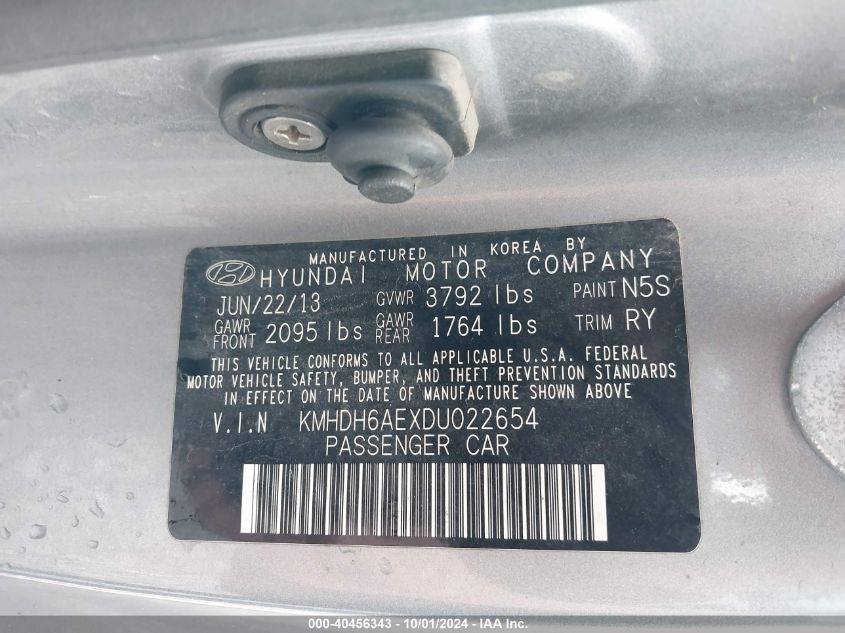 MANUFACTURED IN KOREA BY
HYUNDAI MOTOR COMPANY
JUN/22/13 GVWR 3792 lbs PAINT N5S
GAWR FRONT 2095 lbs GAWR REAR 1764 lbs TRIM RY
THIS VEHICLE CONFORMS TO ALL APPLICABLE U.S.A. FEDERAL
MOTOR VEHICLE SAFETY, BUMPER, AND THEFT PREVENTION STANDARDS
IN EFFECT ON THE DATE OF MANUFACTURE SHOWN ABOVE
V.I.N KMHDH6AEXDU022654
PASSENGER CAR
000-40456343 - 10/01/2024 - IAA Inc.